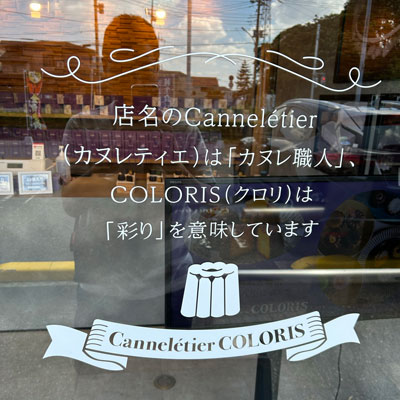 店名のCannelétier
(カヌレティエ)は「カヌレ職人」、
COLORIS(クロリ)は
「彩り」を意味しています
COLORIS
Cannelétier COLORIS